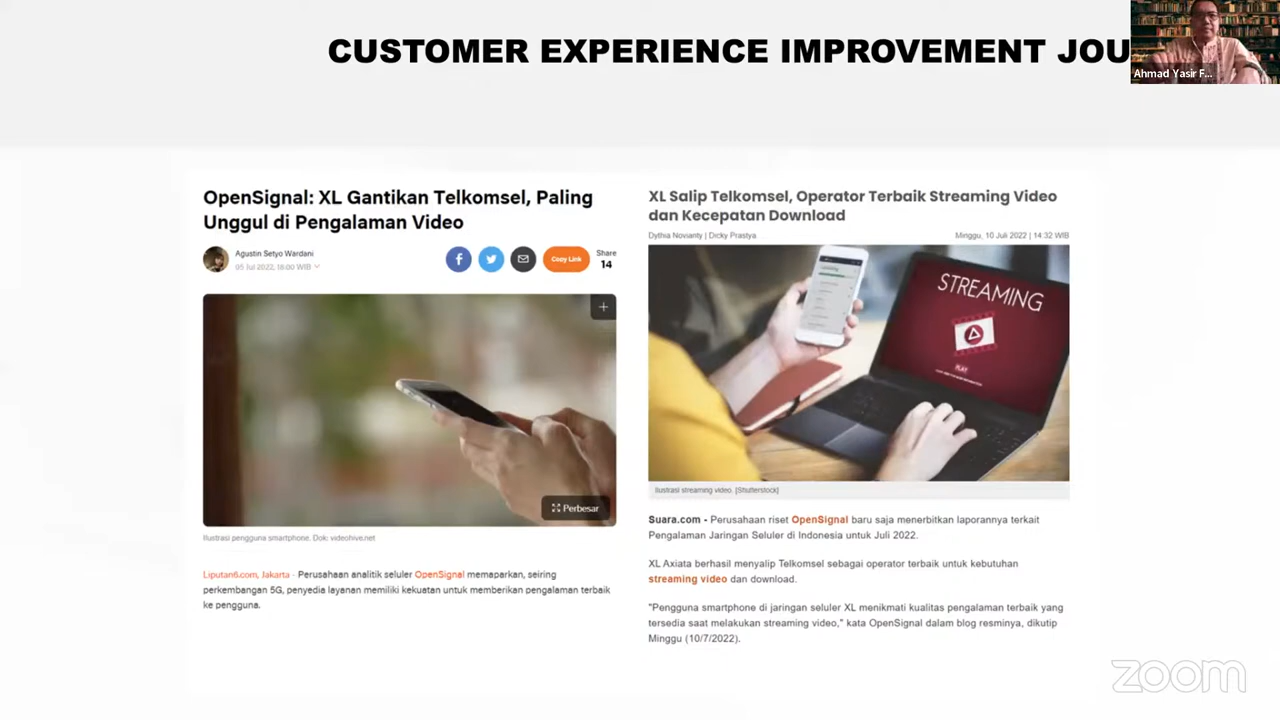 CUSTOMER EXPERIENCE IMPROVEMENT JOU
Ahmad Yasir F...
OpenSignal: XL Gantikan Telkomsel, Paling
Unggul di Pengalaman Video
Agustin Setyo Wardani
05 Jul 2022, 18:00 WIB
Copy Link
Share
14
Perbesar
Ilustrasi pengguna smartphone. Dok: videohive.net
Liputan6.com, Jakarta - Perusahaan analitik seluler OpenSignal memaparkan, seiring
perkembangan 5G, penyedia layanan memiliki kekuatan untuk memberikan pengalaman terbaik
ke pengguna.
XL Salip Telkomsel, Operator Terbaik Streaming Video
dan Kecepatan Download
Dythia Novianty | Dicky Prastya
Minggu, 10 Juli 2022 | 14:32 WIB
STREAMING
PLAY
Ilustrasi streaming video. [Shutterstock]
Suara.com - Perusahaan riset OpenSignal baru saja menerbitkan laporannya terkait
Pengalaman Jaringan Seluler di Indonesia untuk Juli 2022.
XL Axiata berhasil menyalip Telkomsel sebagai operator terbaik untuk kebutuhan
streaming video dan download.
"Pengguna smartphone di jaringan seluler XL menikmati kualitas pengalaman terbaik yang
tersedia saat melakukan streaming video," kata OpenSignal dalam blog resminya, dikutip
Minggu (10/7/2022).
zoom